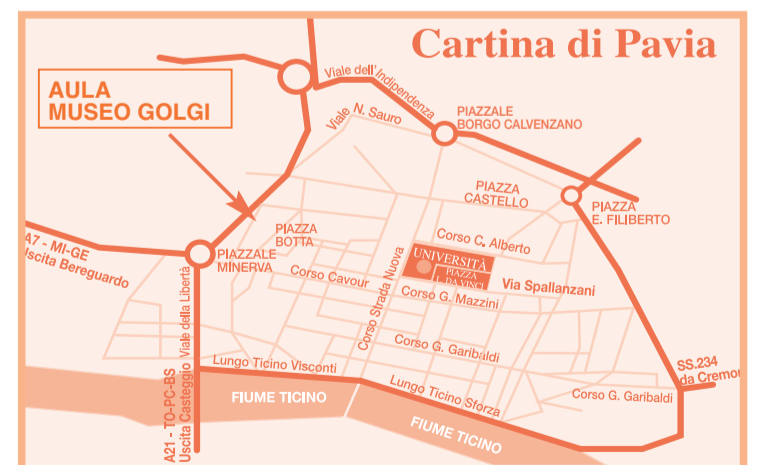 Cartina di Pavia
AULA
MUSEO GOLGI
Viale dell'Indipendenza
Viale N. Sauro
PIAZZALE
BORGO CALVENZANO
PIAZZA
CASTELLO
PIAZZA
E. FILIBERTO
PIAZZA
BOTTA
Corso C. Alberto
A7 - MI-GE
Uscita Bereguardo
PIAZZALE
MINERVA
UNIVERSITÀ
PIAZZA
L. DA VINCI
Corso Cavour
Corso Strada Nuova
Corso G. Mazzini
Via Spallanzani
Viale della Libertà
Corso G. Garibaldi
Lungo Ticino Visconti
SS.234
da Cremo
Lungo Ticino Sforza
Corso G. Garibaldi
FIUME TICINO
FIUME TICINO
A21 - TO-PC-BS
Uscita Casteggio